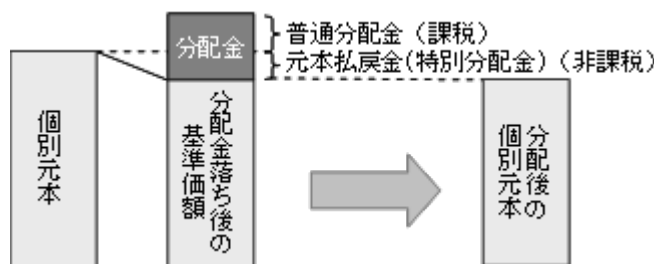 分配金
普通分配金（課税）
元本払戻金(特別分配金)（非課税）
個別元本
分配金落ち後の
基準価額
分配後の
個別元本